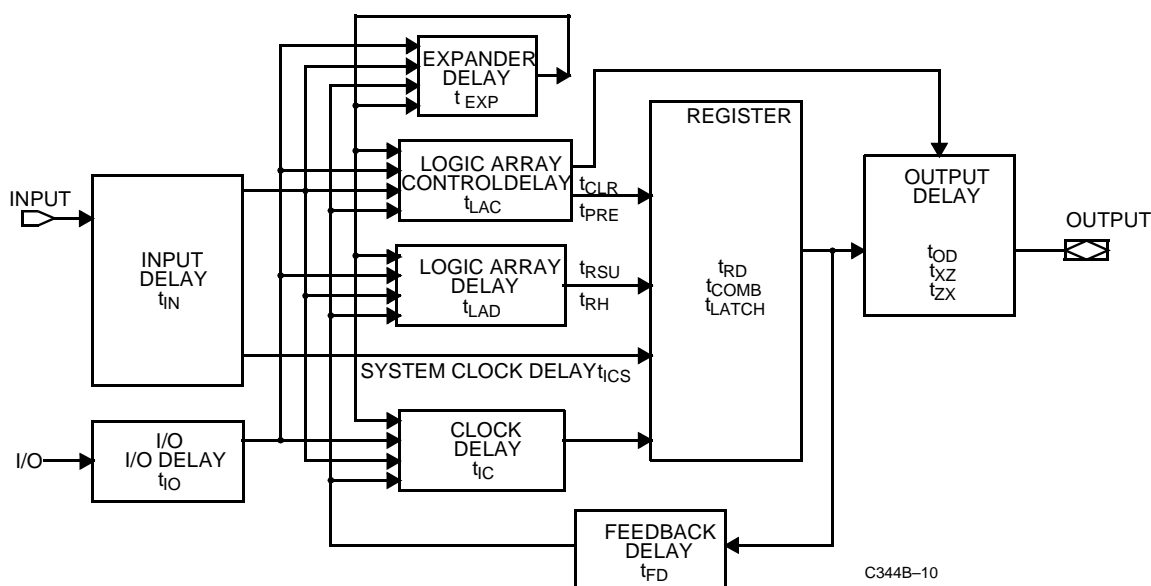 EXPANDER
DELAY
t EXP
REGISTER
LOGIC ARRAY
CONTROLDELAY
tLAC
tCLR
tPRE
OUTPUT
DELAY
tOD
tXZ
tZX
INPUT
OUTPUT
INPUT
DELAY
tIN
LOGIC ARRAY
DELAY
tLAD
tRSU
tRH
tRD
tCOMB
tLATCH
SYSTEM CLOCK DELAYtICS
I/O
I/O
I/O DELAY
tIO
CLOCK
DELAY
tIC
FEEDBACK
DELAY
tFD
C344B–10